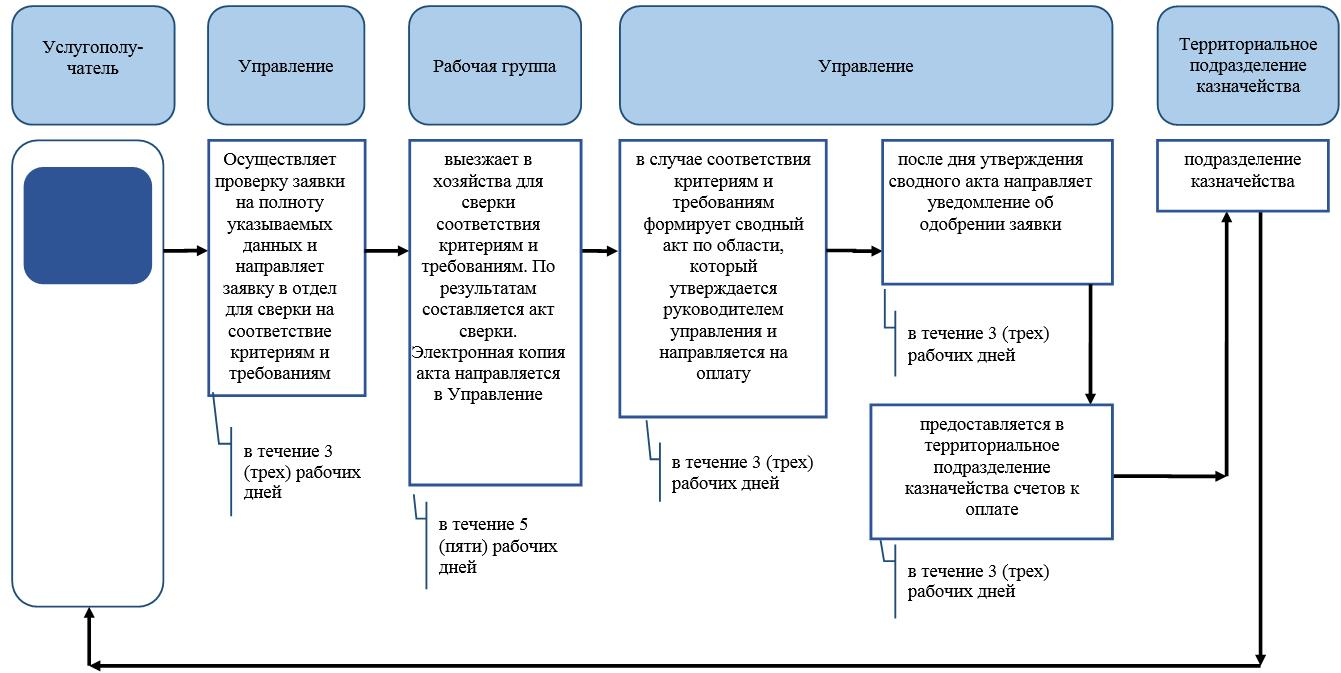 Услугополу-
чатель
Управление
Рабочая группа
Управление
Территориальное
подразделение
казначейства
Осуществляет
проверку заявки
на полноту
указываемых
данных и
направляет
заявку в отдел
для сверки на
соответствие
критериям и
требованиям
в течение 3
(трех) рабочих
дней
выезжает в
хозяйства для
сверки
соответствия
критериям и
требованиям. По
результатам
составляется акт
сверки.
Электронная копия
акта направляется
в Управление
в течение 5
(пяти) рабочих
дней
в случае соответствия
критериям и
требованиям
формирует сводный
акт по области,
который
утверждается
руководителем
управления и
направляется на
оплату
в течение 3 (трех)
рабочих дней
после дня утверждения
сводного акта направляет
уведомление об
одобрении заявки
в течение 3 (трех)
рабочих дней
предоставляется в
территориальное
подразделение
казначейства счетов к
оплате
в течение 3 (трех)
рабочих дней
подразделение
казначейства